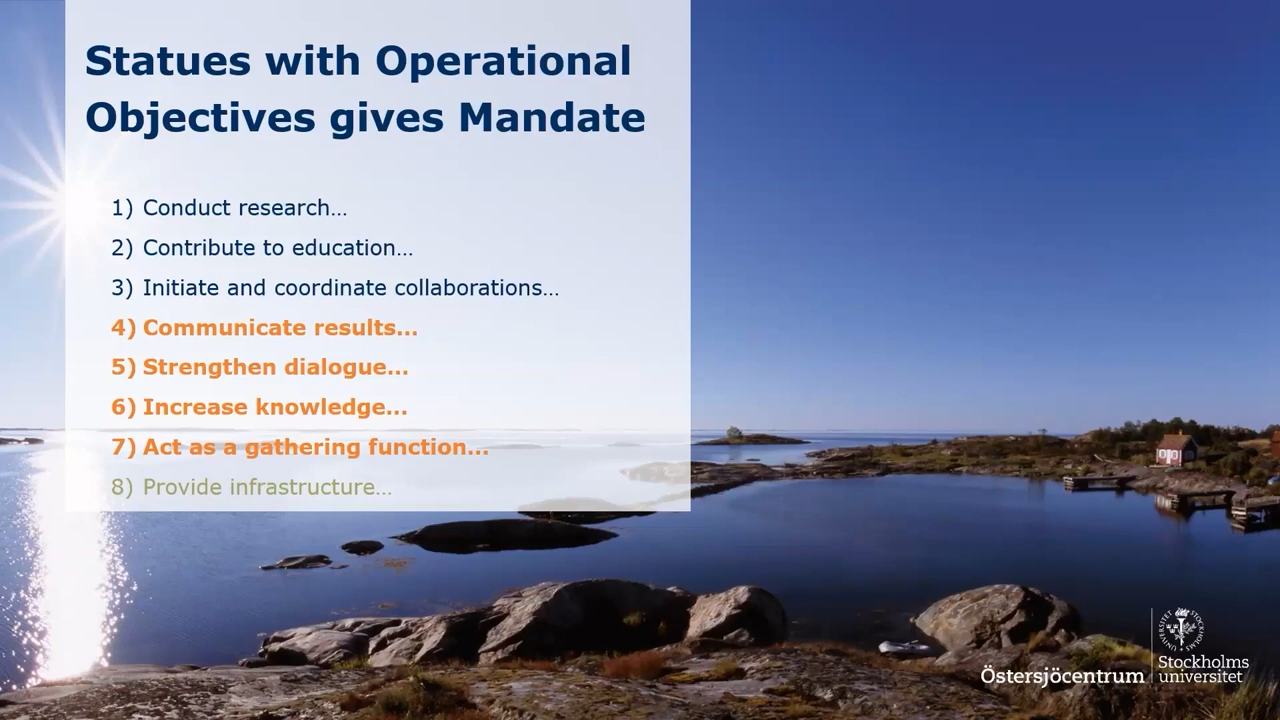 Statues with Operational
Objectives gives Mandate
1) Conduct research...
2) Contribute to education...
3) Initiate and coordinate collaborations...
4) Communicate results...
5) Strengthen dialogue...
6) Increase knowledge...
7) Act as a gathering function...
8) Provide infrastructure...
Östersjöcentrum
STOCKHOLMS UNIVERSITET
Stockholms
universitet